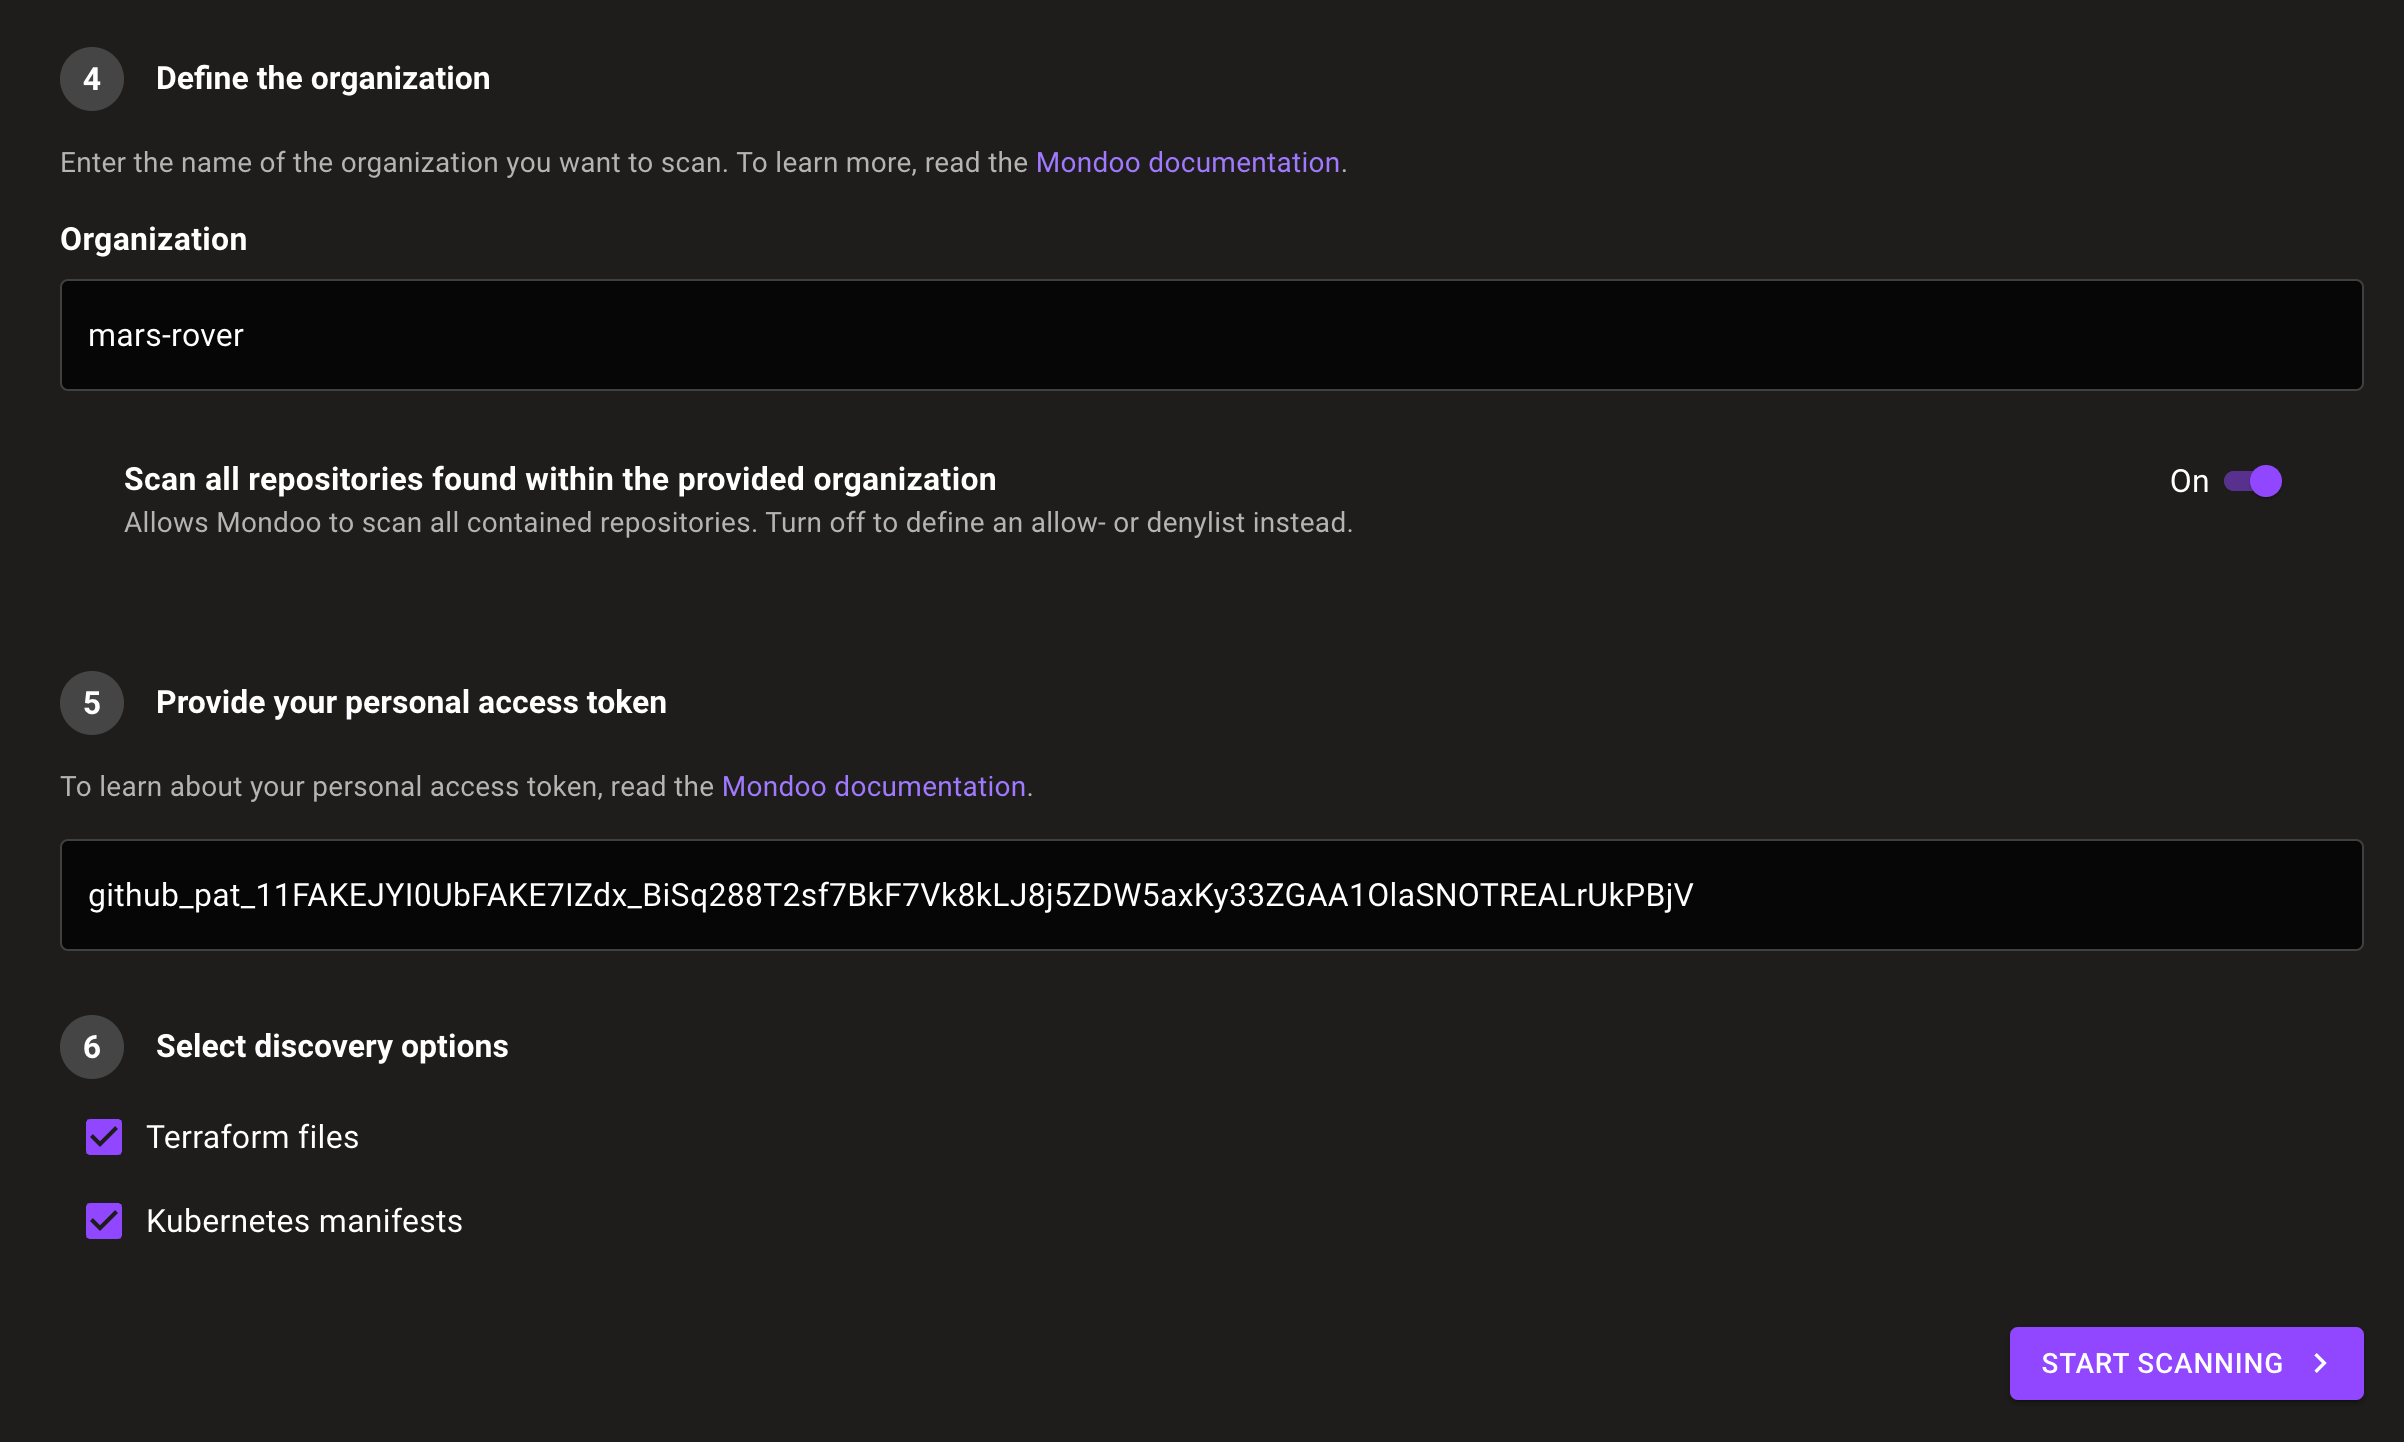 4 Define the organization
Enter the name of the organization you want to scan. To learn more, read the Mondoo documentation.
Organization
mars-rover
Scan all repositories found within the provided organization
On
Allows Mondoo to scan all contained repositories. Turn off to define an allow- or denylist instead.
5 Provide your personal access token
To learn about your personal access token, read the Mondoo documentation.
github_pat_11FAKEJYI0UbFAKE7IZdx_BiSq288T2sf7BkF7Vk8kLJ8j5ZDW5axKy33ZGAA1OlaSNOTREALrUkPBjV
6 Select discovery options
Terraform files
Kubernetes manifests
START SCANNING